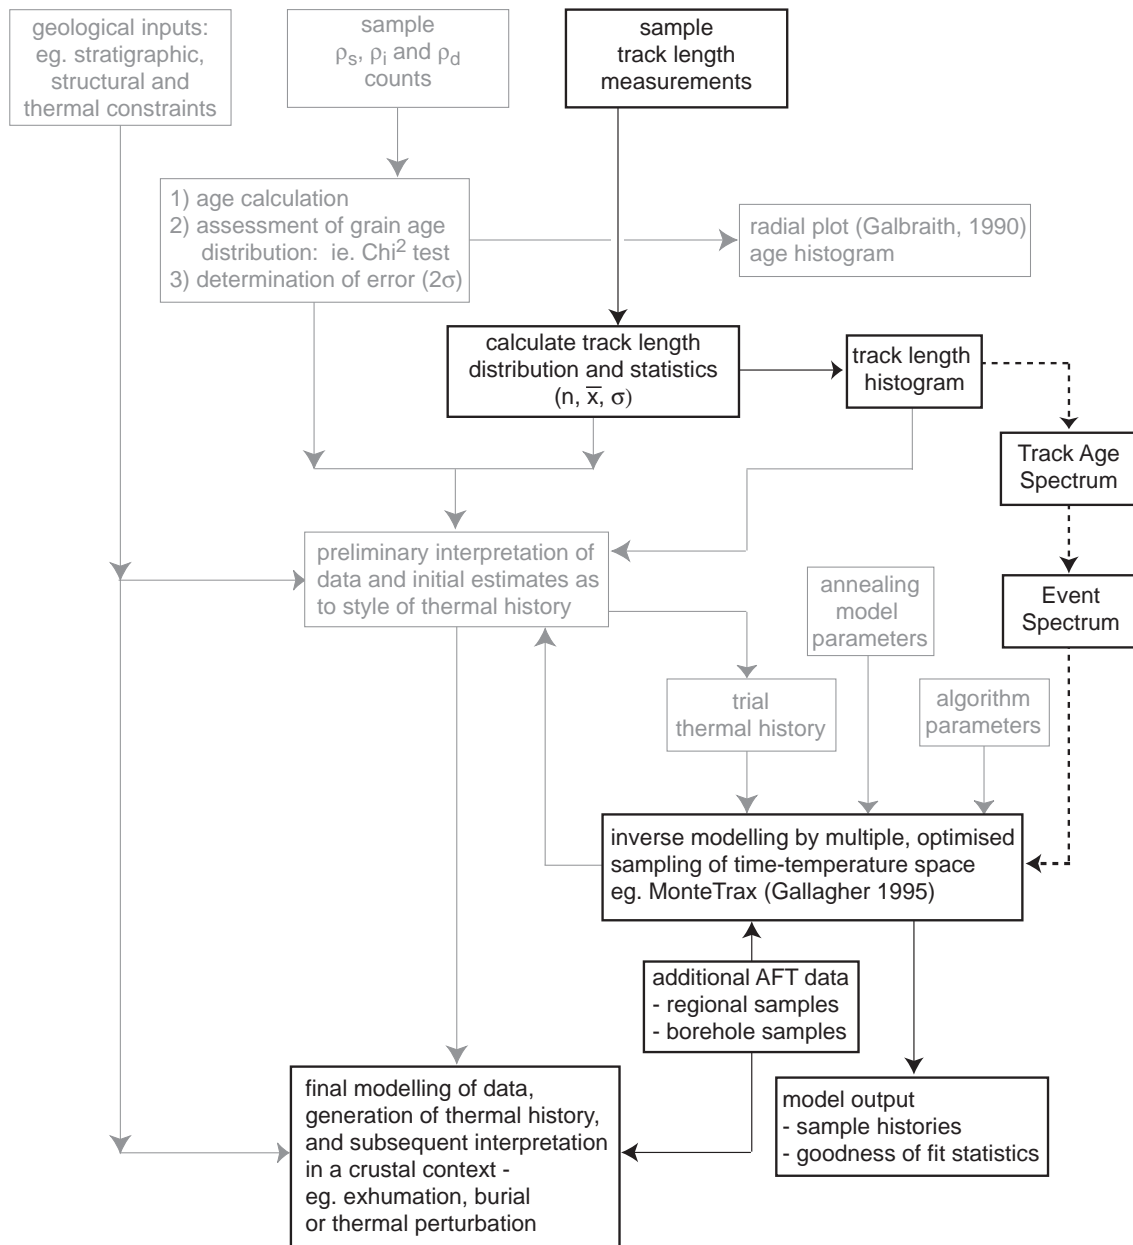 geological inputs:
eg. stratigraphic,
structural and
thermal constraints
sample
ρs, ρi and ρd
counts
sample
track length
measurements
1) age calculation
2) assessment of grain age
distribution: ie. Chi² test
3) determination of error (2σ)
radial plot (Galbraith, 1990)
age histogram
calculate track length
distribution and statistics
(n, x̄, σ)
track length
histogram
Track Age
Spectrum
preliminary interpretation of
data and initial estimates as
to style of thermal history
annealing
model
parameters
Event
Spectrum
trial
thermal history
algorithm
parameters
inverse modelling by multiple, optimised
sampling of time-temperature space
eg. MonteTrax (Gallagher 1995)
additional AFT data
- regional samples
- borehole samples
final modelling of data,
generation of thermal history,
and subsequent interpretation
in a crustal context -
eg. exhumation, burial
or thermal perturbation
model output
- sample histories
- goodness of fit statistics